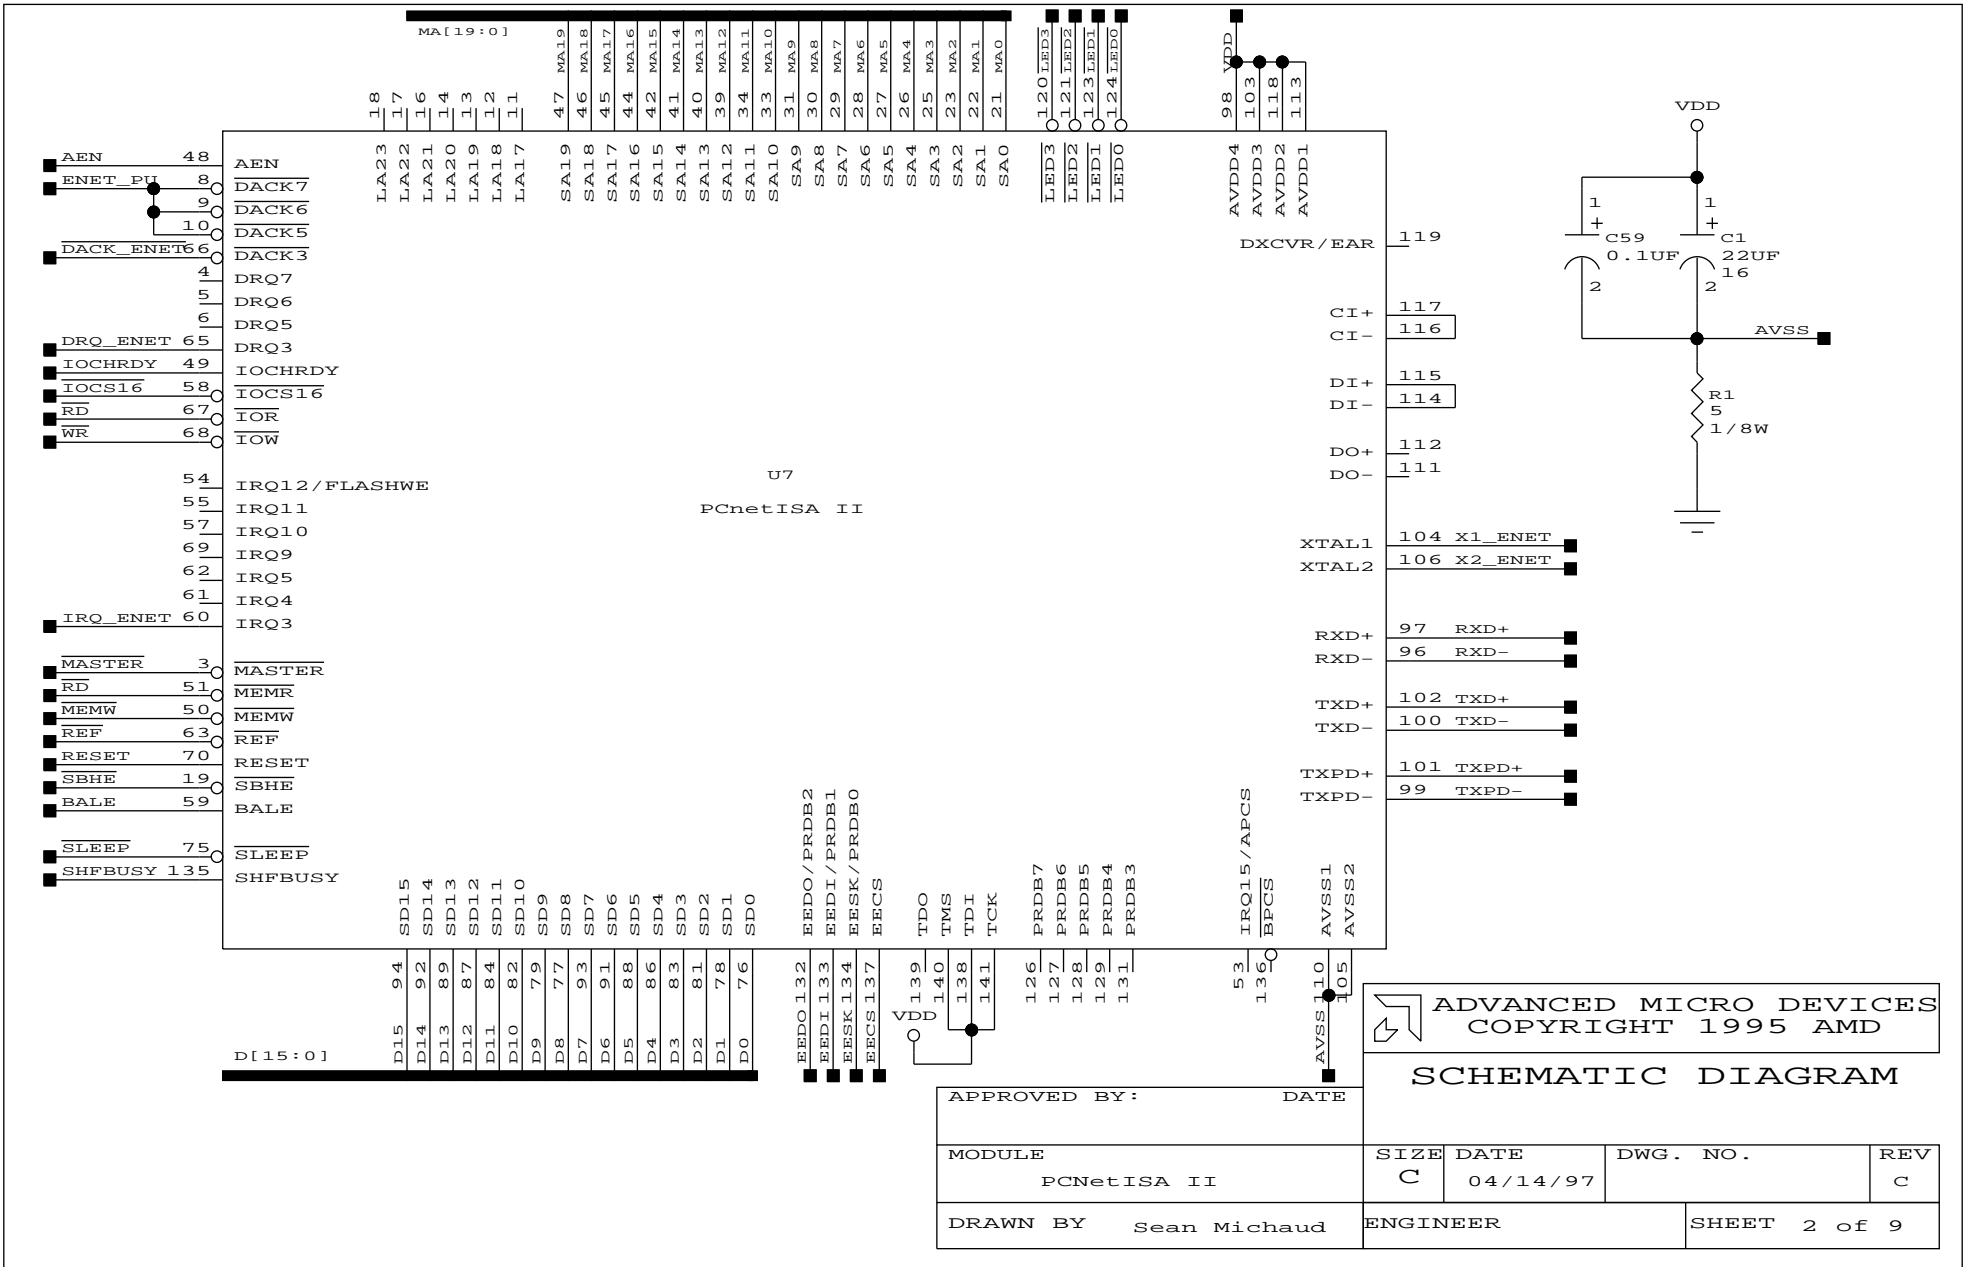 MA[19:0]
MA19 MA18 MA17 MA16 MA15 MA14 MA13 MA12 MA11 MA10 MA9 MA8 MA7 MA6 MA5 MA4 MA3 MA2 MA1 MA0
LED3 LED2 LED1 LED0
VDD
18 17 16 14 13 12 11
47 46 45 44 42 41 40 39 34 33 31 30 29 28 27 26 25 23 22 21
120 121 123 124
98 103 118 113
LA23 LA22 LA21 LA20 LA19 LA18 LA17
SA19 SA18 SA17 SA16 SA15 SA14 SA13 SA12 SA11 SA10 SA9 SA8 SA7 SA6 SA5 SA4 SA3 SA2 SA1 SA0
LED3 LED2 LED1 LED0
AVDD4 AVDD3 AVDD2 AVDD1
AEN 48 AEN
ENET_PU 8 DACK7
9 DACK6
10 DACK5
DACK_ENET 66 DACK3
4 DRQ7
5 DRQ6
6 DRQ5
DRQ_ENET 65 DRQ3
IOCHRDY 49 IOCHRDY
IOCS16 58 IOCS16
RD 67 IOR
WR 68 IOW
54 IRQ12/FLASHWE
55 IRQ11
57 IRQ10
69 IRQ9
62 IRQ5
61 IRQ4
IRQ_ENET 60 IRQ3
MASTER 3 MASTER
RD 51 MEMR
MEMW 50 MEMW
REF 63 REF
RESET 70 RESET
SBHE 19 SBHE
BALE 59 BALE
SLEEP 75 SLEEP
SHFBUSY 135 SHFBUSY
U7
PCnetISA II
DXCVR/EAR 119
CI+ 117
CI- 116
DI+ 115
DI- 114
DO+ 112
DO- 111
XTAL1 104 X1_ENET
XTAL2 106 X2_ENET
RXD+ 97 RXD+
RXD- 96 RXD-
TXD+ 102 TXD+
TXD- 100 TXD-
TXPD+ 101 TXPD+
TXPD- 99 TXPD-
VDD
1 + C59
0.1UF
2
1 + C1
22UF
16
2
AVSS
R1
5
1/8W
SD15 SD14 SD13 SD12 SD11 SD10 SD9 SD8 SD7 SD6 SD5 SD4 SD3 SD2 SD1 SD0
EEDO/PRDB2 EEDI/PRDB1 EESK/PRDB0 EECS
TDO TMS TDI TCK
PRDB7 PRDB6 PRDB5 PRDB4 PRDB3
IRQ15/APCS BPCS
AVSS1 AVSS2
94 92 89 87 84 82 79 77 93 91 88 86 83 81 78 76
132 133 134 137
139 140 138 141
126 127 128 129 131
53 136
110 105
D15 D14 D13 D12 D11 D10 D9 D8 D7 D6 D5 D4 D3 D2 D1 D0
EEDO EEDI EESK EECS
VDD
AVSS
D[15:0]
ADVANCED MICRO DEVICES
COPYRIGHT 1995 AMD
SCHEMATIC DIAGRAM
APPROVED BY: DATE
MODULE
PCNetISA II
SIZE
C
DATE
04/14/97
DWG. NO.
REV
C
DRAWN BY Sean Michaud
ENGINEER
SHEET 2 of 9